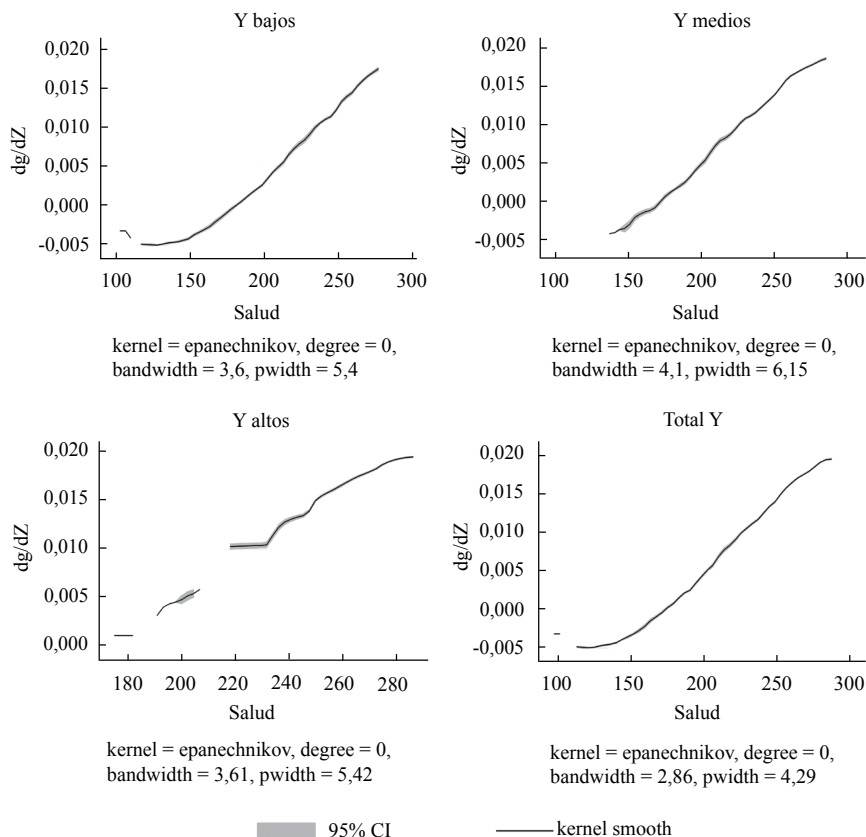 Y bajos
0,020
0,015
0,010
0,005
0,000
-0,005
dg/dZ
100 150 200 250 300
Salud
kernel = epanechnikov, degree = 0,
bandwidth = 3,6, pwidth = 5,4
Y medios
0,020
0,015
0,010
0,005
0,000
-0,005
dg/dZ
100 150 200 250 300
Salud
kernel = epanechnikov, degree = 0,
bandwidth = 4,1, pwidth = 6,15
Y altos
0,020
0,015
0,010
0,005
0,000
dg/dZ
180 200 220 240 260 280
Salud
kernel = epanechnikov, degree = 0,
bandwidth = 3,61, pwidth = 5,42
Total Y
0,020
0,015
0,010
0,005
0,000
-0,005
dg/dZ
100 150 200 250 300
Salud
kernel = epanechnikov, degree = 0,
bandwidth = 2,86, pwidth = 4,29
95% CI
kernel smooth